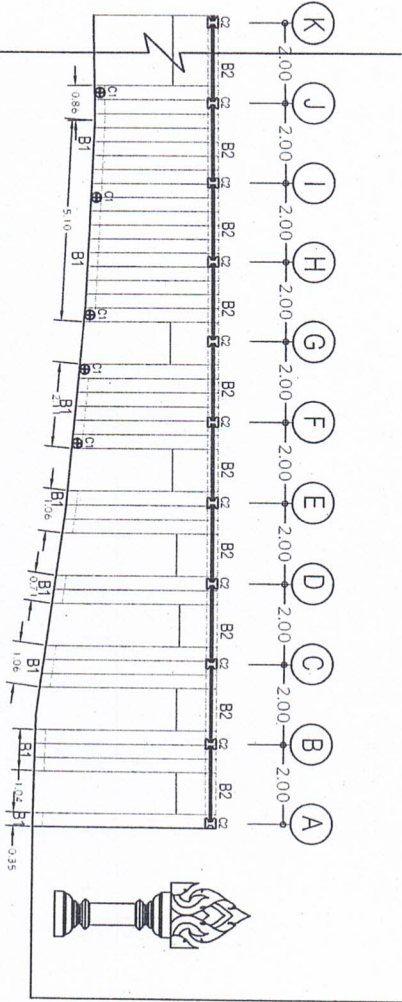 K J I H G F E D C B A
2.00 2.00 2.00 2.00 2.00 2.00 2.00 2.00 2.00 2.00
C2 C2 C2 C2 C2 C2 C2 C2 C2 C2 C2
B2 B2 B2 B2 B2 B2 B2 B2 B2 B2
C1 C1 C1 C1 C1
B1 B1 B1 B1 B1 B1 B1 B1
0.86 5.10 1.06 0.71 1.06 1.04 0.35